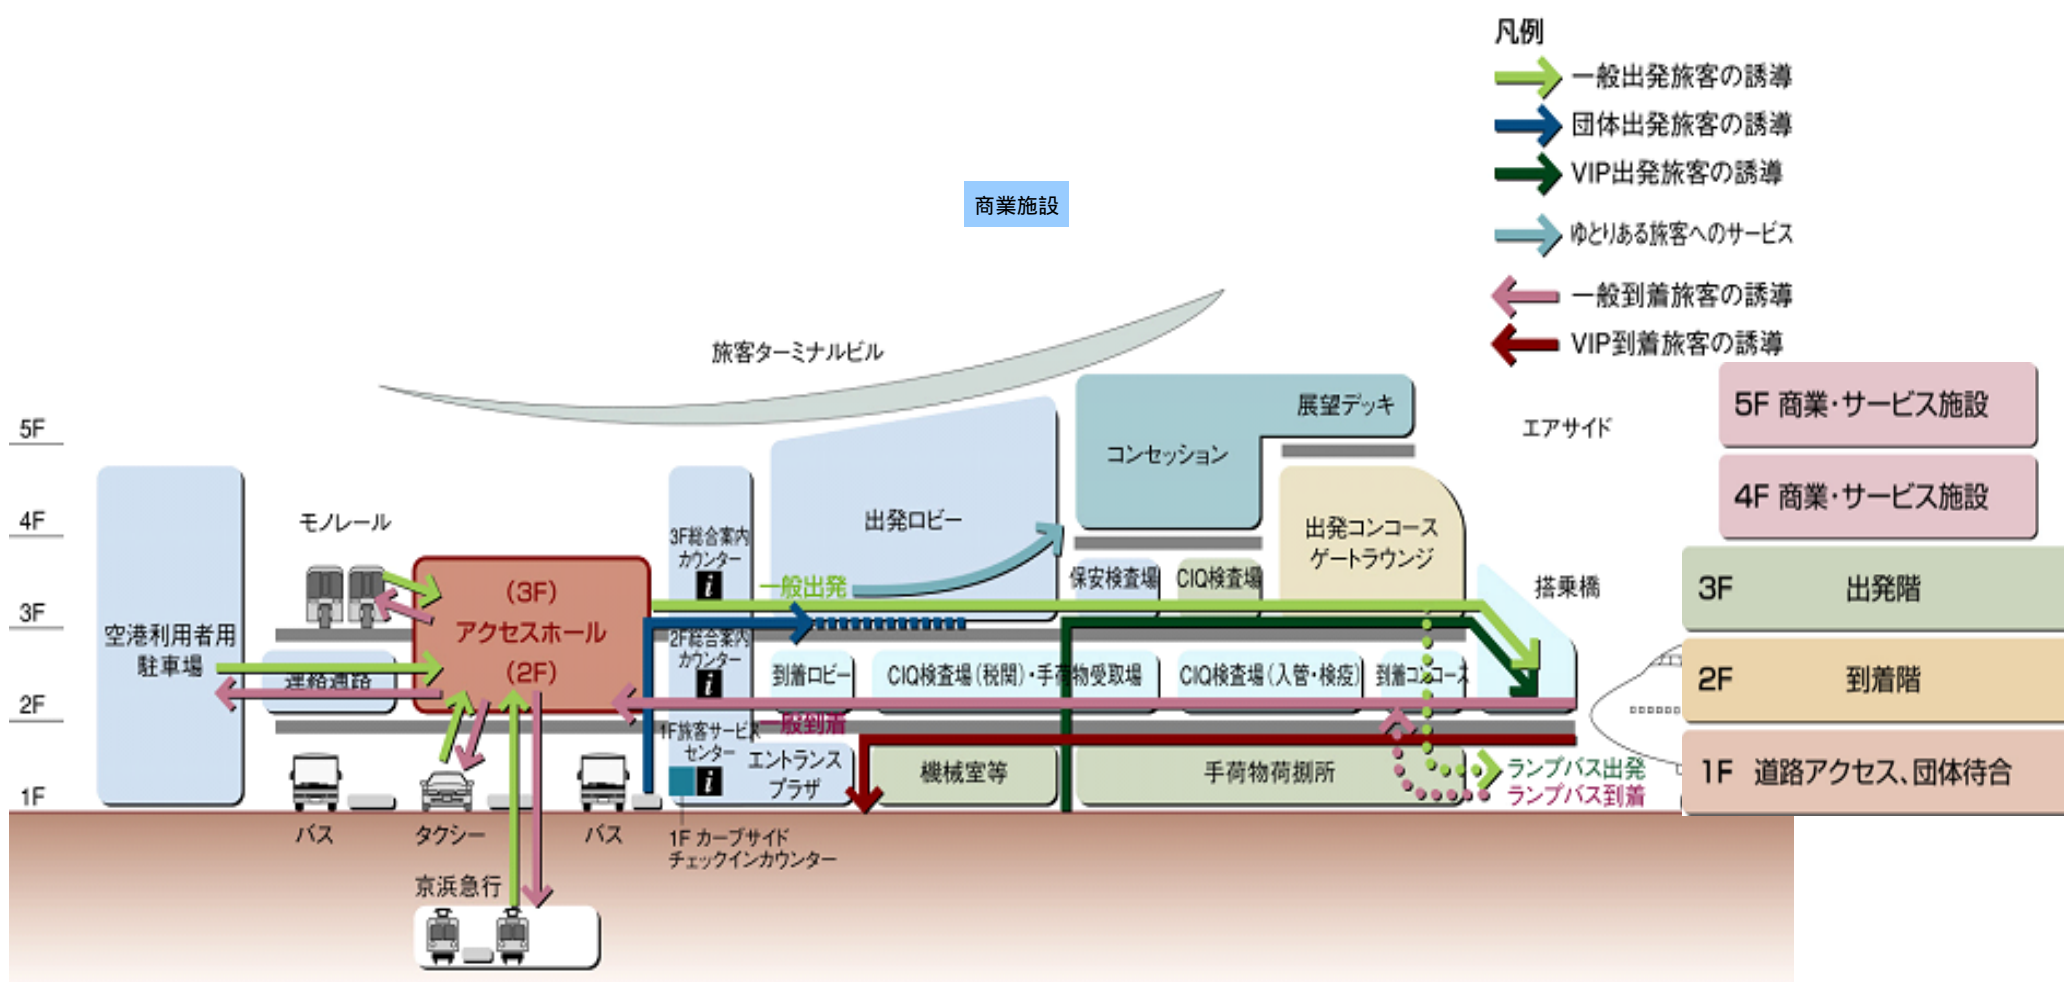 凡例
一般出発旅客の誘導
団体出発旅客の誘導
VIP出発旅客の誘導
ゆとりある旅客へのサービス
一般到着旅客の誘導
VIP到着旅客の誘導
商業施設
旅客ターミナルビル
エアサイド
5F 商業・サービス施設
4F 商業・サービス施設
3F 出発階
2F 到着階
1F 道路アクセス、団体待合
5F
4F
3F
2F
1F
空港利用者用
駐車場
モノレール
連絡通路
(3F)
アクセスホール
(2F)
3F総合案内
カウンター
i
2F総合案内
カウンター
i
1F旅客サービス
センター
i
出発ロビー
一般出発
コンセッション
展望デッキ
保安検査場
CIQ検査場
出発コンコース
ゲートラウンジ
搭乗橋
到着ロビー
CIQ検査場(税関)・手荷物受取場
CIQ検査場(入管・検疫)
到着コンコース
一般到着
エントランス
プラザ
機械室等
手荷物荷捌所
ランプバス出発
ランプバス到着
バス
タクシー
バス
1F カーブサイド
チェックインカウンター
京浜急行